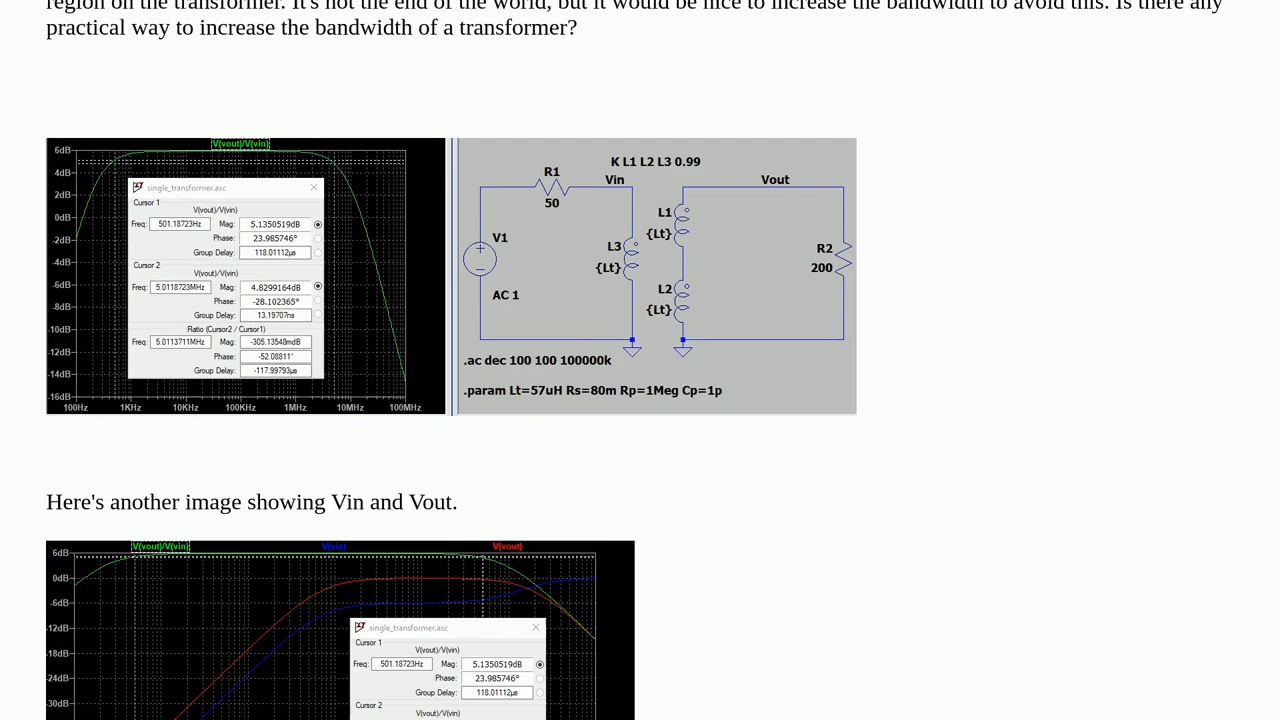 region on the transformer. It's not the end of the world, but it would be nice to increase the bandwidth to avoid this. Is there any
practical way to increase the bandwidth of a transformer?
V(vout)/V(vin)
6dB
4dB
2dB
0dB
-2dB
-4dB
-6dB
-8dB
-10dB
-12dB
-14dB
-16dB
100Hz 1KHz 10KHz 100KHz 1MHz 10MHz 100MHz
single_transformer.asc
Cursor 1
V(vout)/V(vin)
Freq: 501.18723Hz Mag: 5.1350519dB
Phase: 23.985746°
Group Delay: 118.01112µs
Cursor 2
V(vout)/V(vin)
Freq: 5.0118723MHz Mag: 4.8299164dB
Phase: -28.102365°
Group Delay: 13.19707ns
Ratio (Cursor2 / Cursor1)
Freq: 5.0113711MHz Mag: -305.13548mdB
Phase: -52.08811°
Group Delay: -117.99793µs
K L1 L2 L3 0.99
R1
50
Vin
Vout
V1
AC 1
L3
{Lt}
L1
{Lt}
L2
{Lt}
R2
200
.ac dec 100 100 100000k
.param Lt=57uH Rs=80m Rp=1Meg Cp=1p
Here's another image showing Vin and Vout.
V(vout)/V(vin) V(vin) V(vout)
6dB
0dB
-6dB
-12dB
-18dB
-24dB
-30dB
single_transformer.asc
Cursor 1
V(vout)/V(vin)
Freq: 501.18723Hz Mag: 5.1350519dB
Phase: 23.985746°
Group Delay: 118.01112µs
Cursor 2
V(vout)/V(vin)